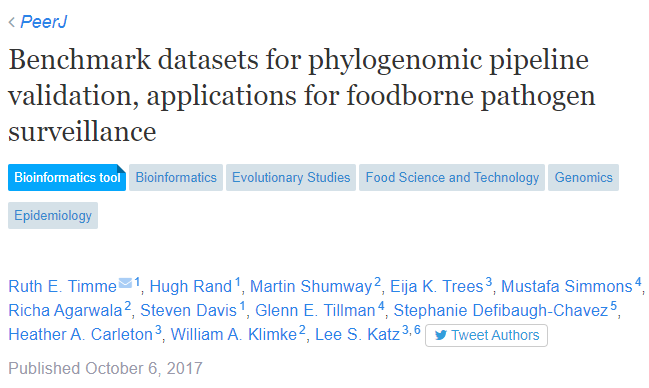 < PeerJ
Benchmark datasets for phylogenomic pipeline
validation, applications for foodborne pathogen
surveillance
Bioinformatics tool Bioinformatics Evolutionary Studies Food Science and Technology Genomics
Epidemiology
Ruth E. Timme 1, Hugh Rand 1, Martin Shumway 2, Eija K. Trees 3, Mustafa Simmons 4,
Richa Agarwala 2, Steven Davis 1, Glenn E. Tillman 4, Stephanie Defibaugh-Chavez 5,
Heather A. Carleton 3, William A. Klimke 2, Lee S. Katz 3,6 Tweet Authors
Published October 6, 2017